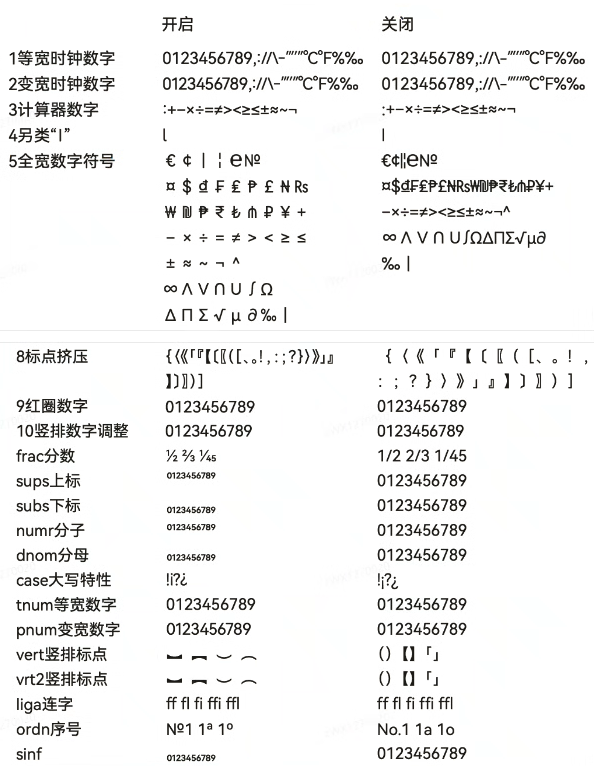 开启 关闭
1等宽时钟数字 0123456789,:∕/\-""""℃℉%‰ 0123456789,:∕/\-""""℃℉%‰
2变宽时钟数字 0123456789,:∕/\-""""℃℉%‰ 0123456789,:∕/\-""""℃℉%‰
3计算器数字 :+−×÷=≠><≥≤±≈~¬ :+−×÷=≠><≥≤±≈~¬
4另类“l” l l
5全宽数字符号 € ¢ | ¦ ℮№ €¢|¦℮№
¤ $ ₫ ₣ ₤ ₱ £ ₦ ₨ ¤$₫₣₤₱£₦₨₩₪₱₹₺₼₽¥+
₩ ₪ ₱ ₹ ₺ ₼ ₽ ¥ + −×÷=≠><≥≤±≈~¬^
− × ÷ = ≠ > < ≥ ≤ ∞∧∨∩∪∫Ω∆∏∑√µ∂
± ≈ ~ ¬ ^ ‰ |
∞∧∨∩∪∫Ω
∆ ∏ ∑ √ µ ∂‰ |
8标点挤压 {〈《「『【〔〖([、。!,:;?}〉》」』 {〈《「『【〔〖([、。!,
】〕〗)] :;?}〉》」』】〕〗)]
9红圈数字 0123456789 0123456789
10竖排数字调整 0123456789 0123456789
frac分数 ½ ⅔ ¼₅ 1/2 2/3 1/45
sups上标 0123456789 0123456789
subs下标 0123456789 0123456789
numr分子 0123456789 0123456789
dnom分母 0123456789 0123456789
case大写特性 !¡?¿ !¡?¿
tnum等宽数字 0123456789 0123456789
pnum变宽数字 0123456789 0123456789
vert竖排标点 ︼ ︻ ︶ ︵ ()【】「」
vrt2竖排标点 ︼ ︻ ︶ ︵ ()【】「」
liga连字 ff fl fi ffi ffl ff fl fi ffi ffl
ordn序号 №1 1ª 1º No.1 1a 1o
sinf 0123456789 0123456789